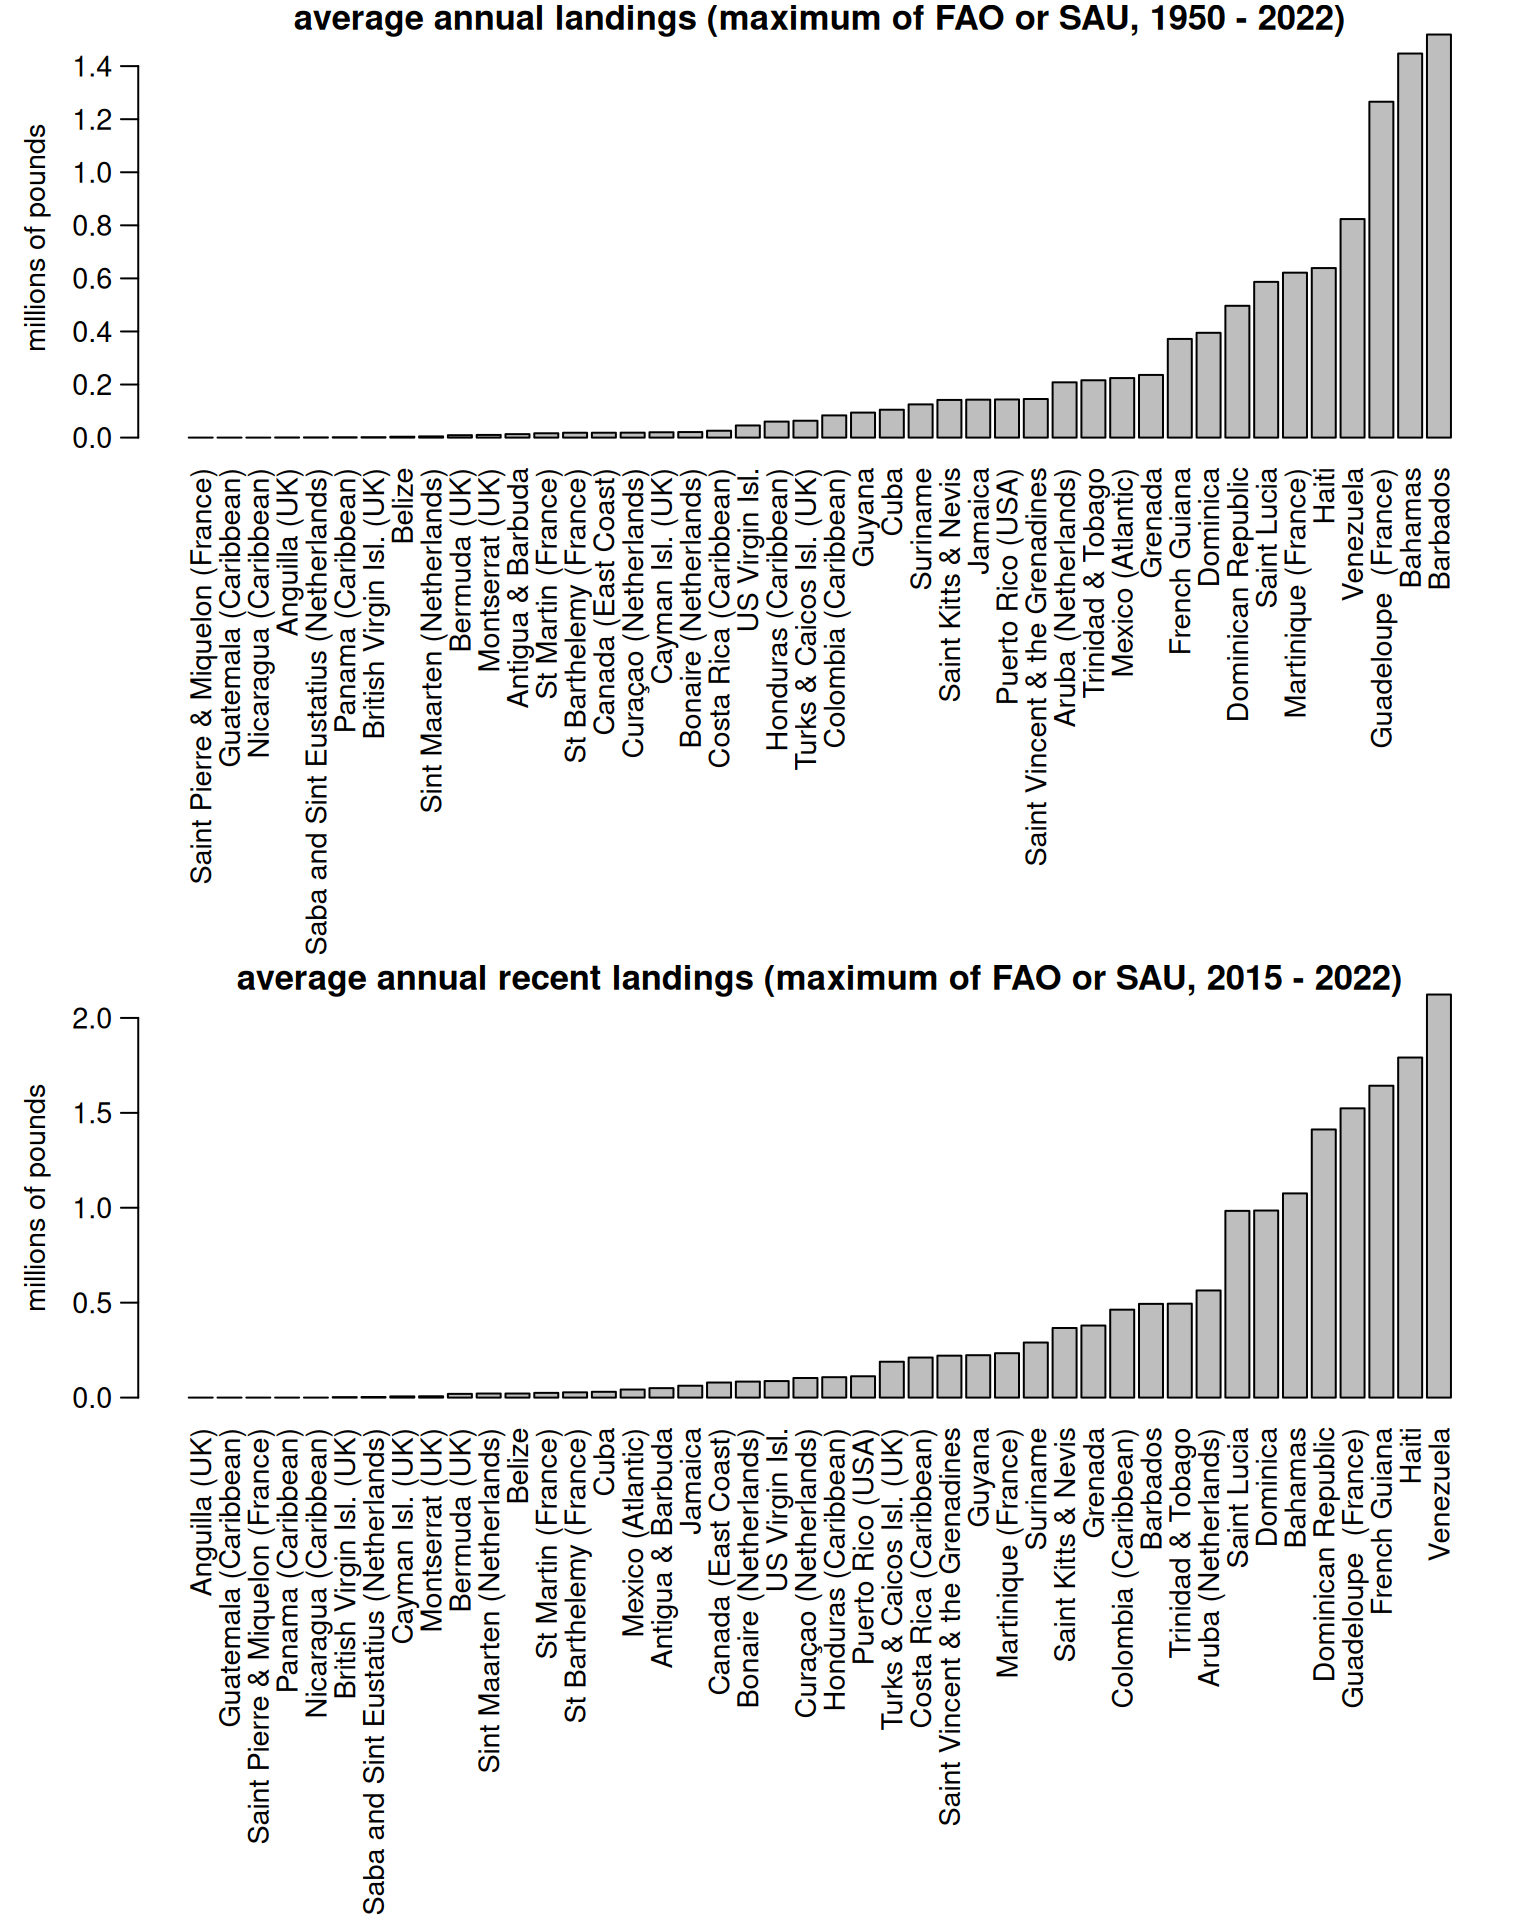 average annual landings (maximum of FAO or SAU, 1950 - 2022)
millions of pounds
1.4
1.2
1.0
0.8
0.6
0.4
0.2
0.0
Saint Pierre & Miquelon (France)
Guatemala (Caribbean)
Nicaragua (Caribbean)
Anguilla (UK)
Saba and Sint Eustatius (Netherlands)
Panama (Caribbean)
British Virgin Isl. (UK)
Belize
Sint Maarten (Netherlands)
Bermuda (UK)
Montserrat (UK)
Antigua & Barbuda
St Martin (France)
St Barthelemy (France)
Canada (East Coast)
Curaçao (Netherlands)
Cayman Isl. (UK)
Bonaire (Netherlands)
Costa Rica (Caribbean)
US Virgin Isl.
Honduras (Caribbean)
Turks & Caicos Isl. (UK)
Colombia (Caribbean)
Guyana
Cuba
Suriname
Saint Kitts & Nevis
Jamaica
Puerto Rico (USA)
Saint Vincent & the Grenadines
Aruba (Netherlands)
Trinidad & Tobago
Mexico (Atlantic)
Grenada
French Guiana
Dominica
Dominican Republic
Saint Lucia
Martinique (France)
Haiti
Venezuela
Guadeloupe (France)
Bahamas
Barbados
average annual recent landings (maximum of FAO or SAU, 2015 - 2022)
millions of pounds
2.0
1.5
1.0
0.5
0.0
Anguilla (UK)
Guatemala (Caribbean)
Saint Pierre & Miquelon (France)
Panama (Caribbean)
Nicaragua (Caribbean)
British Virgin Isl. (UK)
Saba and Sint Eustatius (Netherlands)
Cayman Isl. (UK)
Montserrat (UK)
Bermuda (UK)
Sint Maarten (Netherlands)
Belize
St Martin (France)
St Barthelemy (France)
Cuba
Mexico (Atlantic)
Antigua & Barbuda
Jamaica
Canada (East Coast)
Bonaire (Netherlands)
US Virgin Isl.
Curaçao (Netherlands)
Honduras (Caribbean)
Puerto Rico (USA)
Turks & Caicos Isl. (UK)
Costa Rica (Caribbean)
Saint Vincent & the Grenadines
Guyana
Martinique (France)
Suriname
Saint Kitts & Nevis
Grenada
Colombia (Caribbean)
Barbados
Trinidad & Tobago
Aruba (Netherlands)
Saint Lucia
Dominica
Bahamas
Dominican Republic
Guadeloupe (France)
French Guiana
Haiti
Venezuela